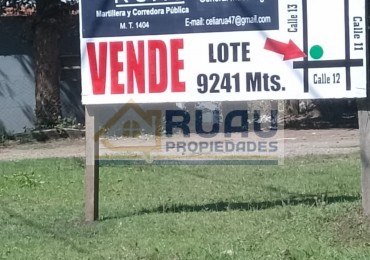 Martillera y Corredora Pública
M. T. 1404
E-mail: celiarua47@gmail.com
VENDE
LOTE
9241 Mts.
Calle 13
Calle 11
Calle 12
RUAU
PROPIEDADES